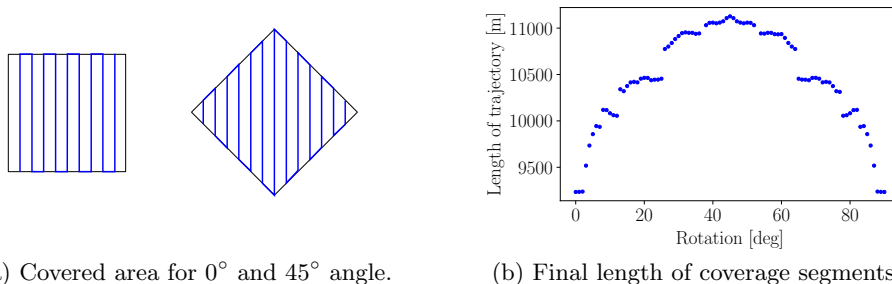 Length of trajectory [m]
11000
10500
10000
9500
0
20
40
60
80
Rotation [deg]
) Covered area for 0° and 45° angle.
(b) Final length of coverage segments